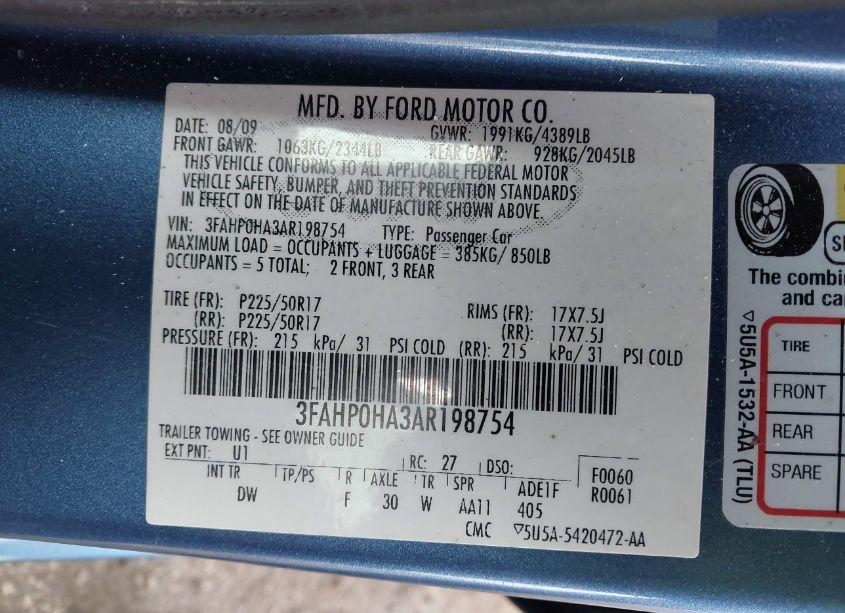 MFD. BY FORD MOTOR CO.
DATE: 08/09 GVWR: 1991KG/4389LB
FRONT GAWR: 1063KG/2344LB REAR GAWR: 928KG/2045LB
THIS VEHICLE CONFORMS TO ALL APPLICABLE FEDERAL MOTOR
VEHICLE SAFETY, BUMPER, AND THEFT PREVENTION STANDARDS
IN EFFECT ON THE DATE OF MANUFACTURE SHOWN ABOVE.
VIN: 3FAHP0HA3AR198754 TYPE: Passenger Car
MAXIMUM LOAD = OCCUPANTS + LUGGAGE = 385KG/ 850LB
OCCUPANTS = 5 TOTAL; 2 FRONT, 3 REAR
TIRE (FR): P225/50R17 RIMS (FR): 17X7.5J
(RR): P225/50R17 (RR): 17X7.5J
PRESSURE (FR): 215 kPa/ 31 PSI COLD (RR): 215 kPa/ 31 PSI COLD
3FAHP0HA3AR198754
TRAILER TOWING - SEE OWNER GUIDE
EXT PNT: U1 RC: 27 DSO: F0060
INT TR TP/PS R AXLE TR SPR ADE1F R0061
DW F 30 W AA11 405
CMC ▽5U5A-5420472-AA
The combin
and ca
TIRE
FRONT
REAR
SPARE
▽5U5A-1532-AA (TLU)